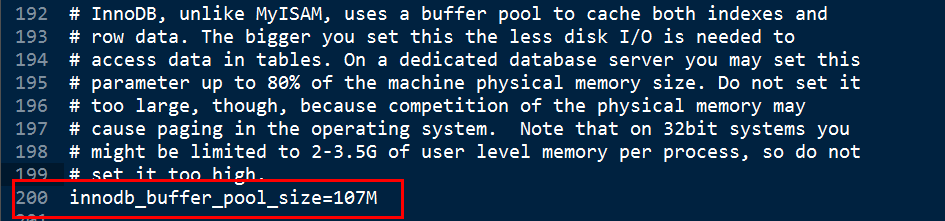 192 # InnoDB, unlike MyISAM, uses a buffer pool to cache both indexes and
193 # row data. The bigger you set this the less disk I/O is needed to
194 # access data in tables. On a dedicated database server you may set this
195 # parameter up to 80% of the machine physical memory size. Do not set it
196 # too large, though, because competition of the physical memory may
197 # cause paging in the operating system.  Note that on 32bit systems you
198 # might be limited to 2-3.5G of user level memory per process, so do not
199 # set it too high.
200 innodb_buffer_pool_size=107M